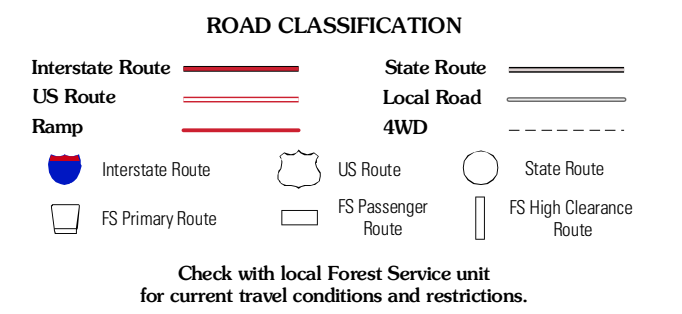 ROAD CLASSIFICATION
Interstate Route
State Route
US Route
Local Road
Ramp
4WD
Interstate Route
US Route
State Route
FS Primary Route
FS Passenger
Route
FS High Clearance
Route
Check with local Forest Service unit
for current travel conditions and restrictions.